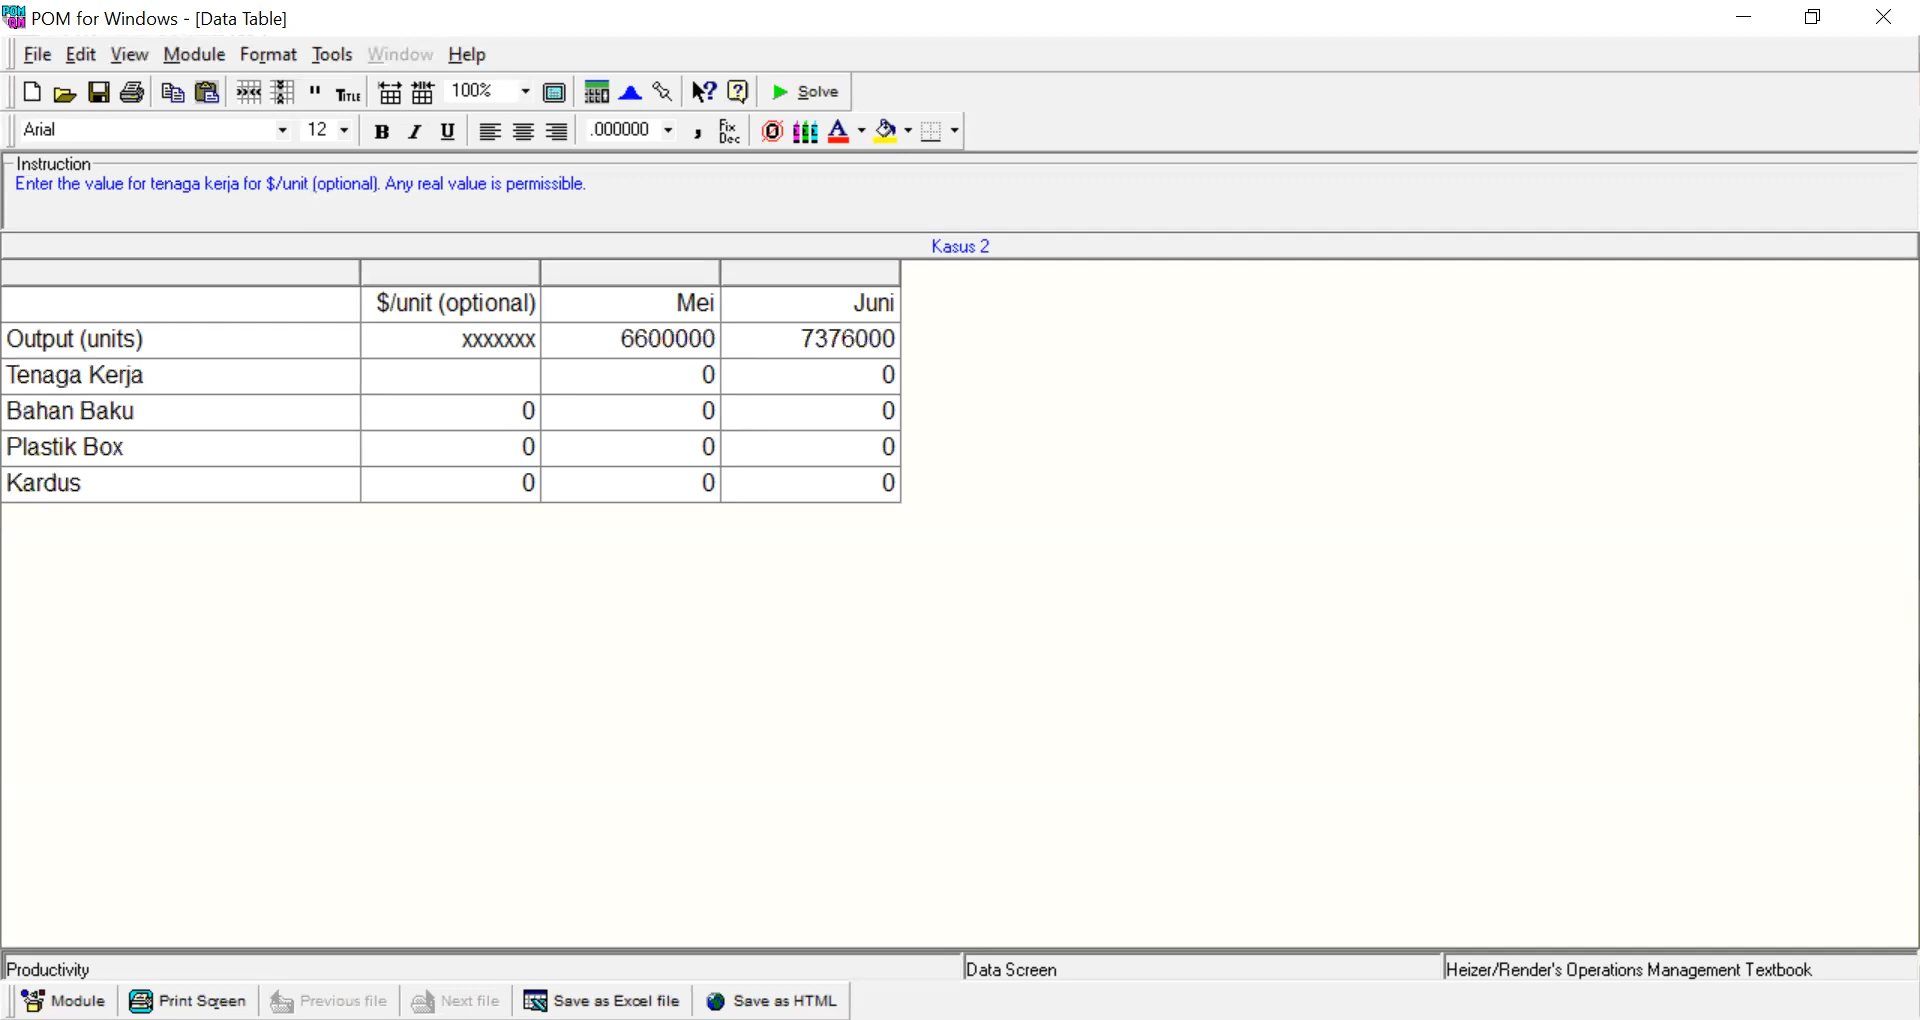 POM for Windows - [Data Table]
File Edit View Module Format Tools Window Help
" TITLE 100% Solve
Arial 12 B I U .000000 , Fix Dec 0 A
Instruction
Enter the value for tenaga kerja for $/unit (optional). Any real value is permissible.
Kasus 2
$/unit (optional) Mei Juni
Output (units) xxxxxxx 6600000 7376000
Tenaga Kerja 0 0
Bahan Baku 0 0 0
Plastik Box 0 0 0
Kardus 0 0 0
Productivity Data Screen Heizer/Render's Operations Management Textbook
Module Print Screen Previous file Next file Save as Excel file Save as HTML